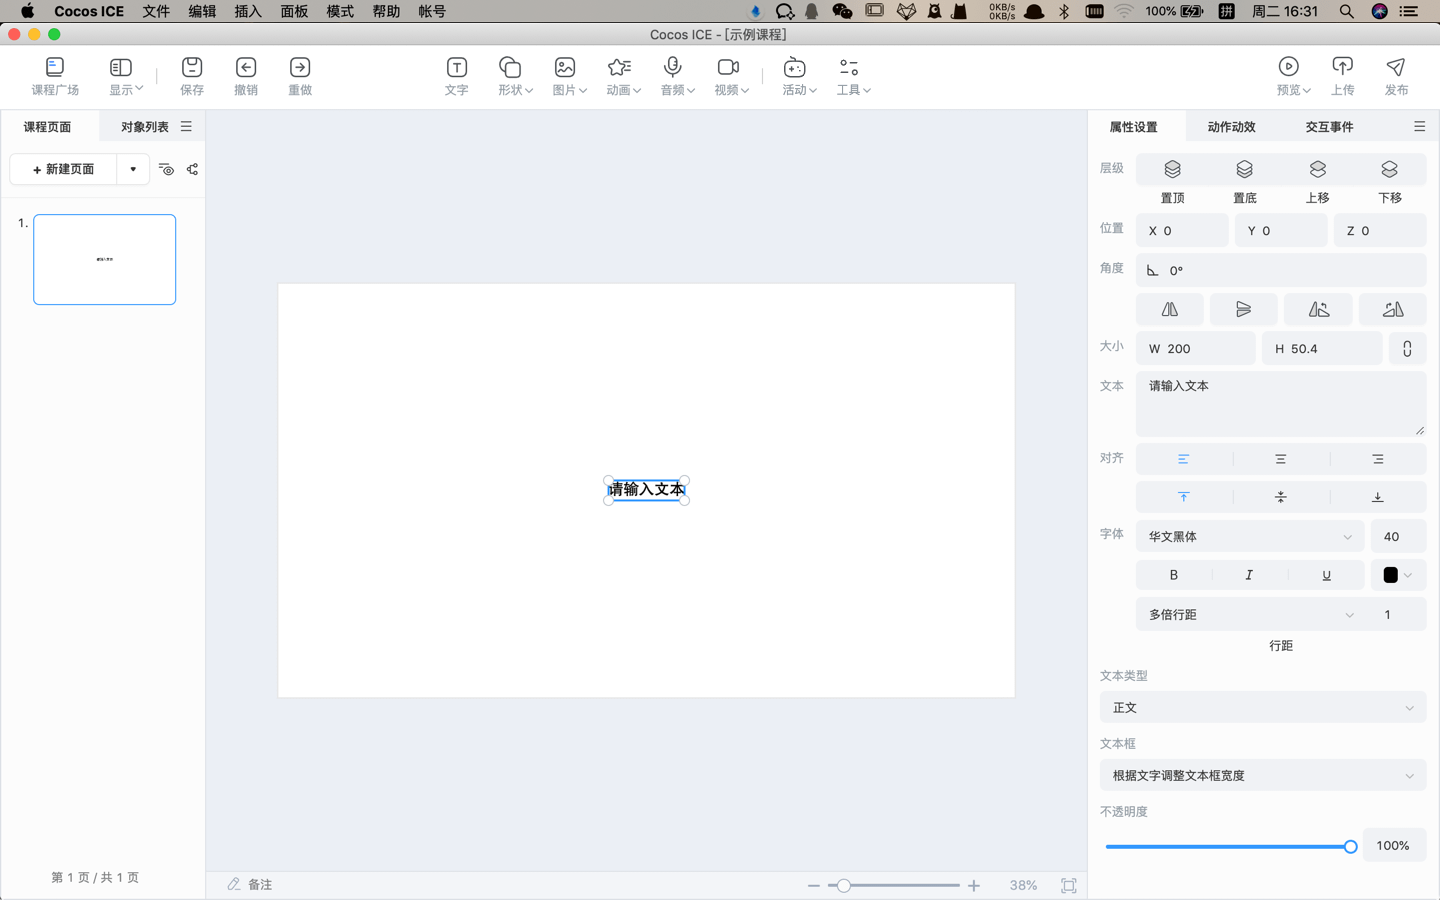 Cocos ICE 文件 编辑 插入 面板 模式 帮助 帐号
0KB/s
0KB/s
100%
拼
周二 16:31
Cocos ICE - [示例课程]
课程广场 显示 保存 撤销 重做 文字 形状 图片 动画 音频 视频 活动 工具 预览 上传 发布
课程页面 对象列表
+ 新建页面
1.
请输入文本
第 1 页 / 共 1 页
备注
38%
属性设置 动作动效 交互事件
层级
置顶 置底 上移 下移
位置 X 0 Y 0 Z 0
角度 0°
大小 W 200 H 50.4
文本 请输入文本
对齐
字体 华文黑体 40
B I U
多倍行距 1
行距
文本类型
正文
文本框
根据文字调整文本框宽度
不透明度
100%